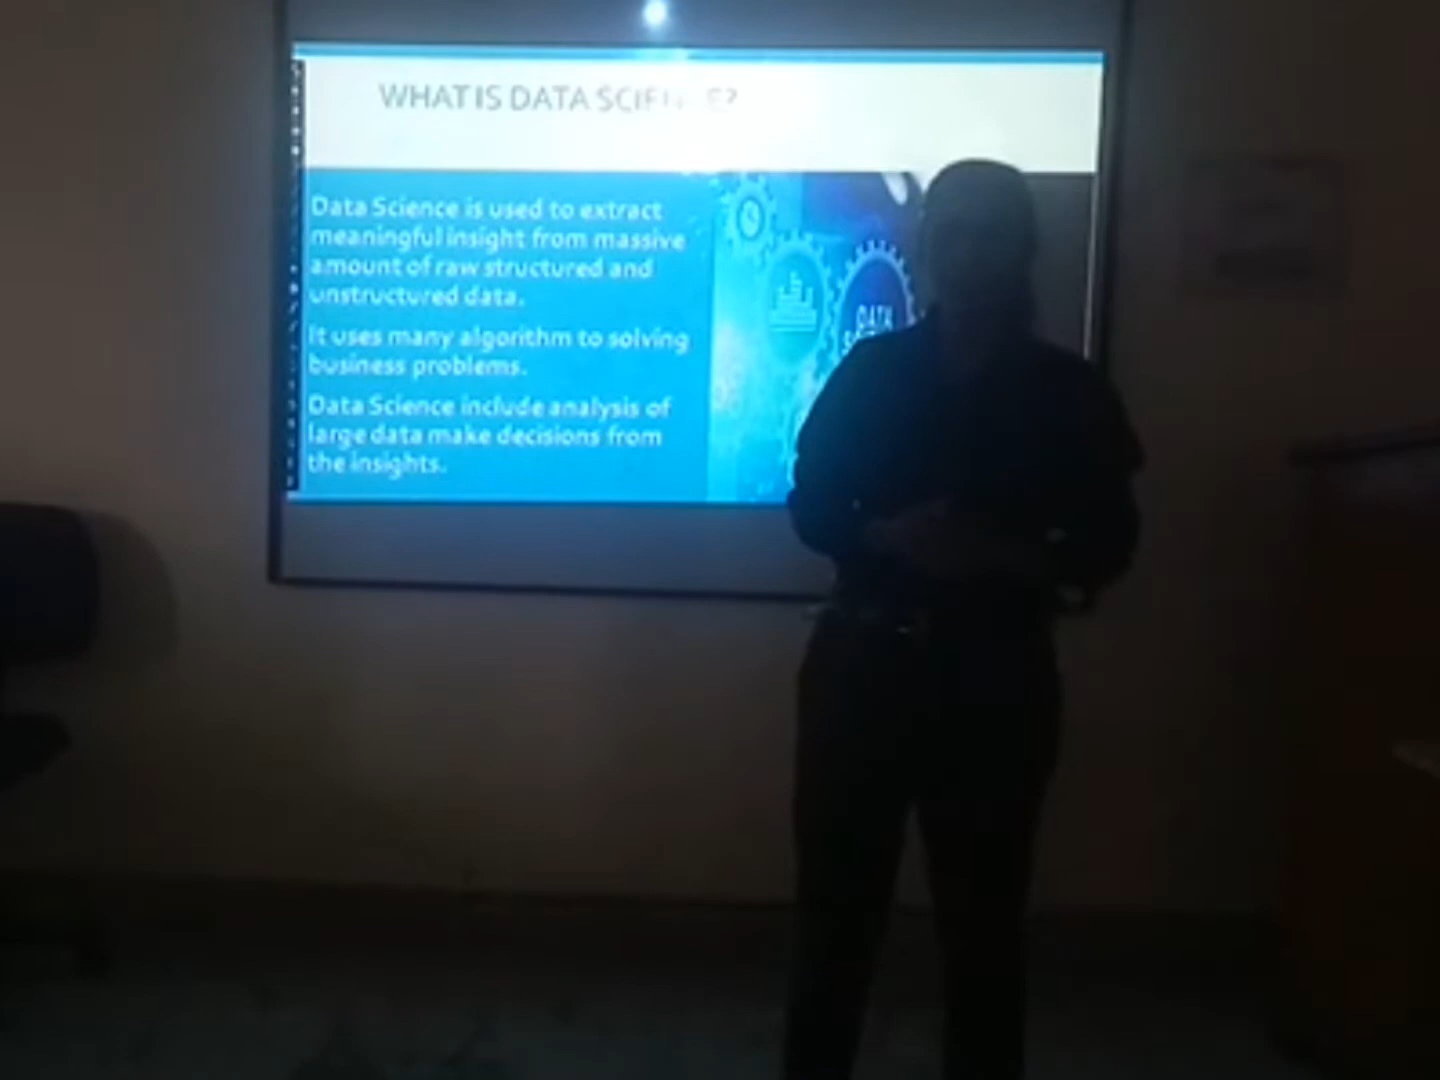 WHAT IS DATA SCIENCE?
Data Science is used to extract
meaningful insight from massive
amount of raw structured and
unstructured data.
It uses many algorithm to solving
business problems.
Data Science include analysis of
large data make decisions from
the insights.
DATA